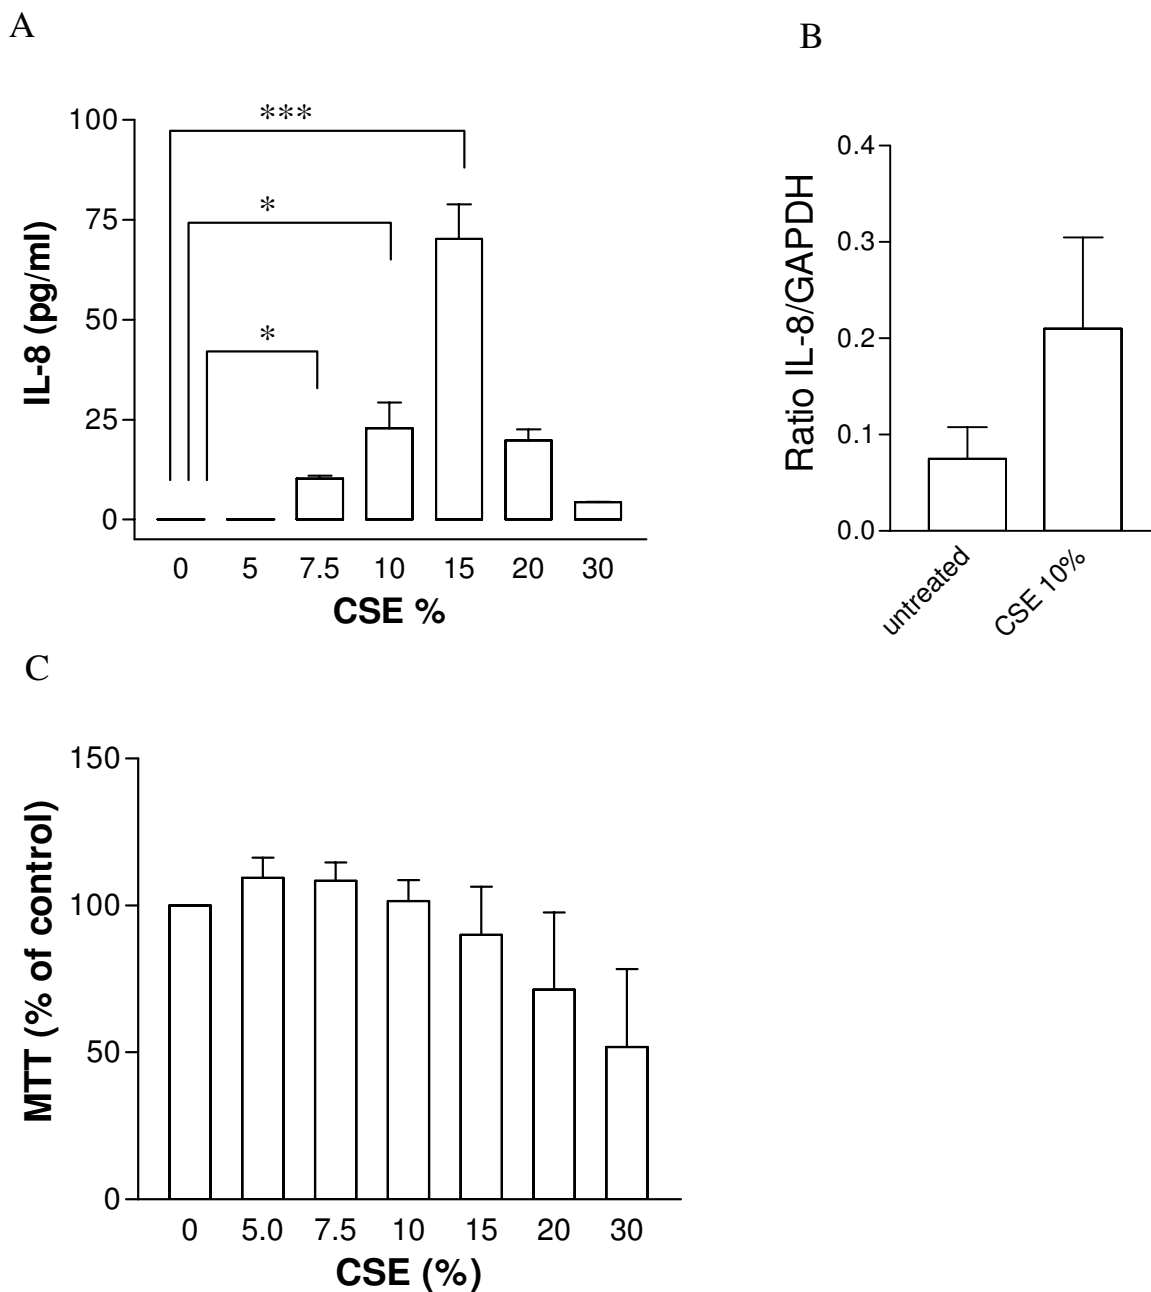 A
B
***
*
*
100
75
50
25
0
IL-8 (pg/ml)
0 5 7.5 10 15 20 30
CSE %
0.4
0.3
0.2
0.1
0.0
Ratio IL-8/GAPDH
untreated
CSE 10%
C
150
100
50
0
MTT (% of control)
0 5.0 7.5 10 15 20 30
CSE (%)